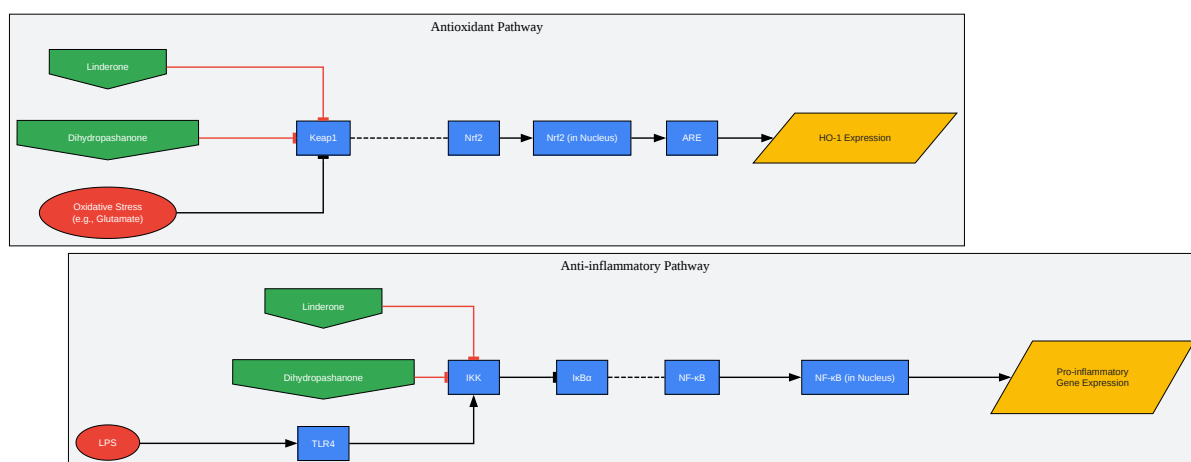 Antioxidant Pathway
Linderone
Dihydropashanone
Keap1
Nrf2
Nrf2 (in Nucleus)
ARE
HO-1 Expression
Oxidative Stress
(e.g., Glutamate)
Anti-inflammatory Pathway
Linderone
Dihydropashanone
IKK
IκBα
NF-κB
NF-κB (in Nucleus)
Pro-inflammatory
Gene Expression
LPS
TLR4